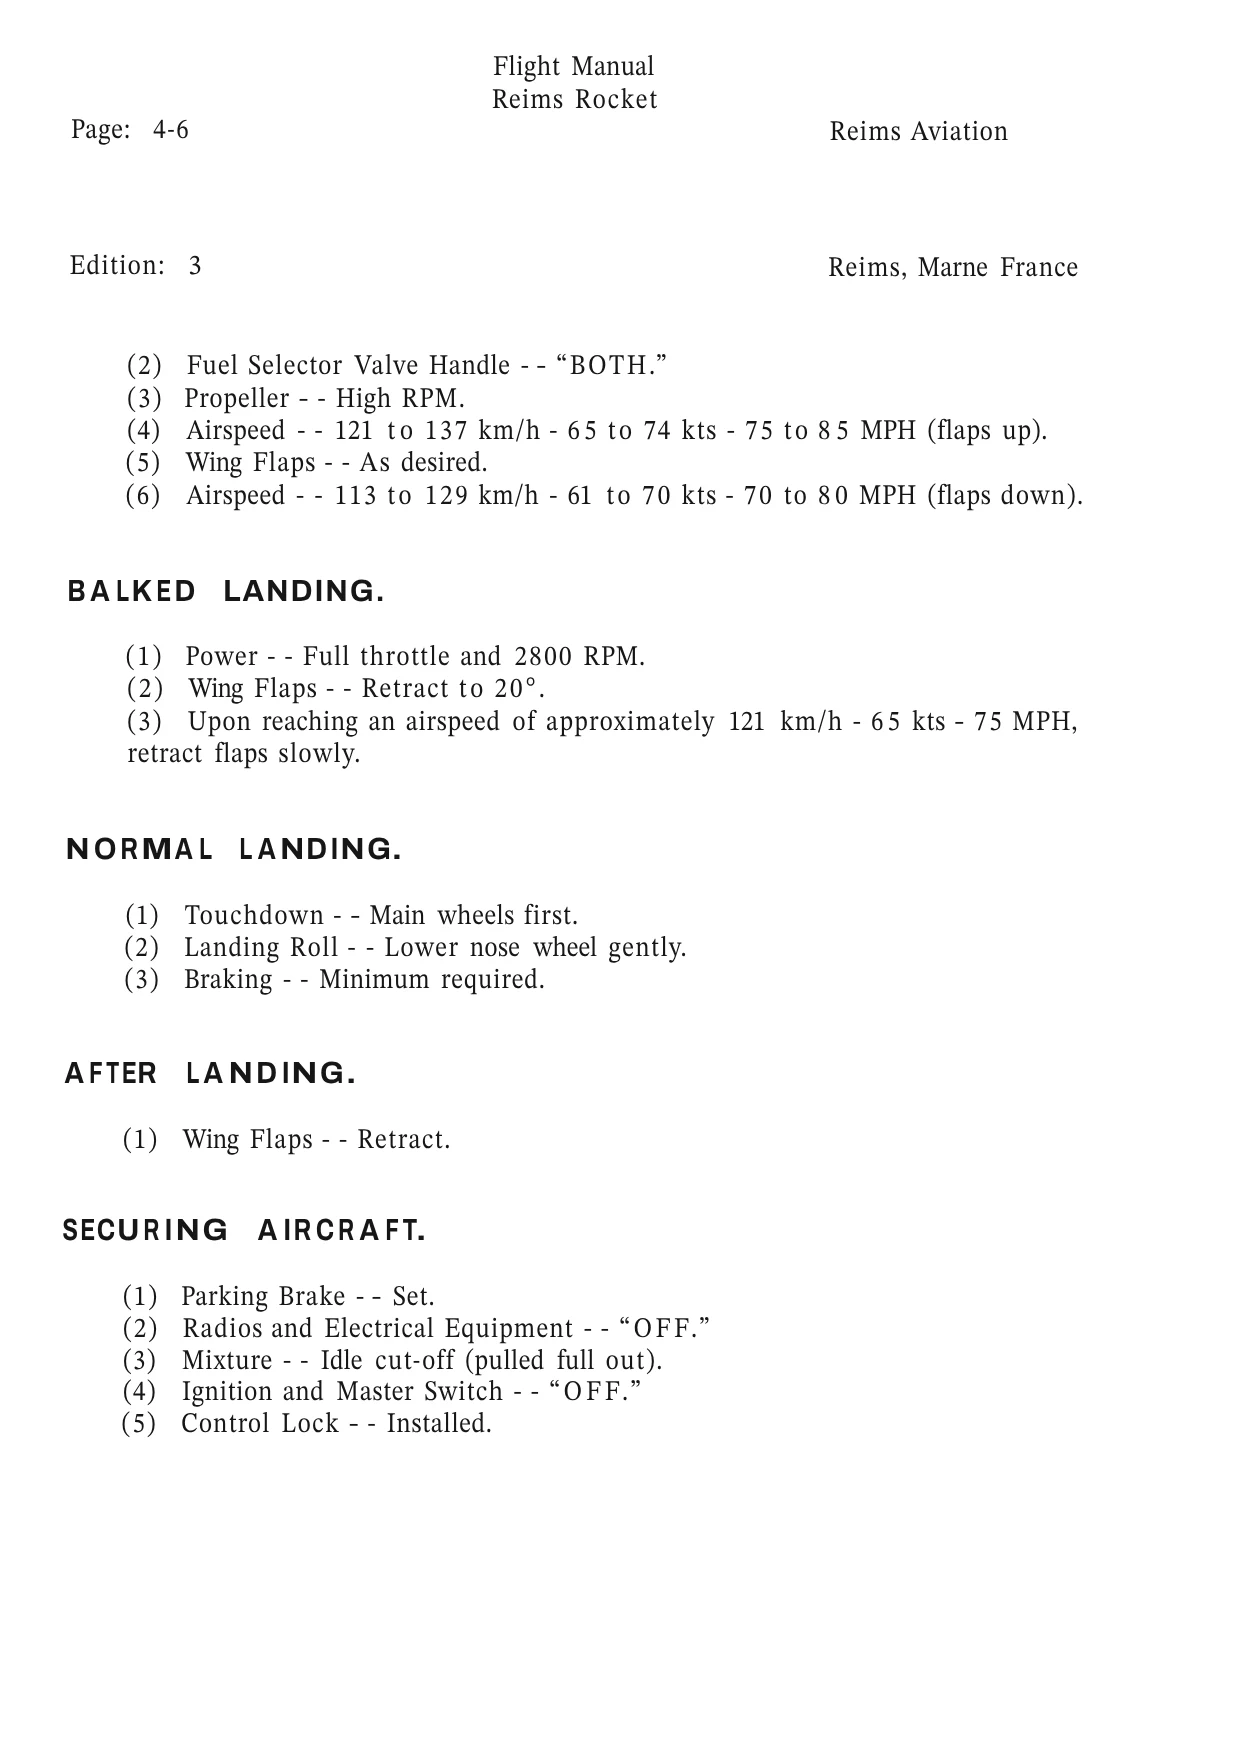 Flight Manual
Reims Rocket
Page: 4-6 Reims Aviation
Edition: 3 Reims, Marne France
(2) Fuel Selector Valve Handle - - “BOTH.”
(3) Propeller - - High RPM.
(4) Airspeed - - 121 to 137 km/h - 65 to 74 kts - 75 to 85 MPH (flaps up).
(5) Wing Flaps - - As desired.
(6) Airspeed - - 113 to 129 km/h - 61 to 70 kts - 70 to 80 MPH (flaps down).
BALKED LANDING.
(1) Power - - Full throttle and 2800 RPM.
(2) Wing Flaps - - Retract to 20°.
(3) Upon reaching an airspeed of approximately 121 km/h - 65 kts - 75 MPH,
retract flaps slowly.
NORMAL LANDING.
(1) Touchdown - - Main wheels first.
(2) Landing Roll - - Lower nose wheel gently.
(3) Braking - - Minimum required.
AFTER LANDING.
(1) Wing Flaps - - Retract.
SECURING AIRCRAFT.
(1) Parking Brake - - Set.
(2) Radios and Electrical Equipment - - “OFF.”
(3) Mixture - - Idle cut-off (pulled full out).
(4) Ignition and Master Switch - - “OFF.”
(5) Control Lock - - Installed.